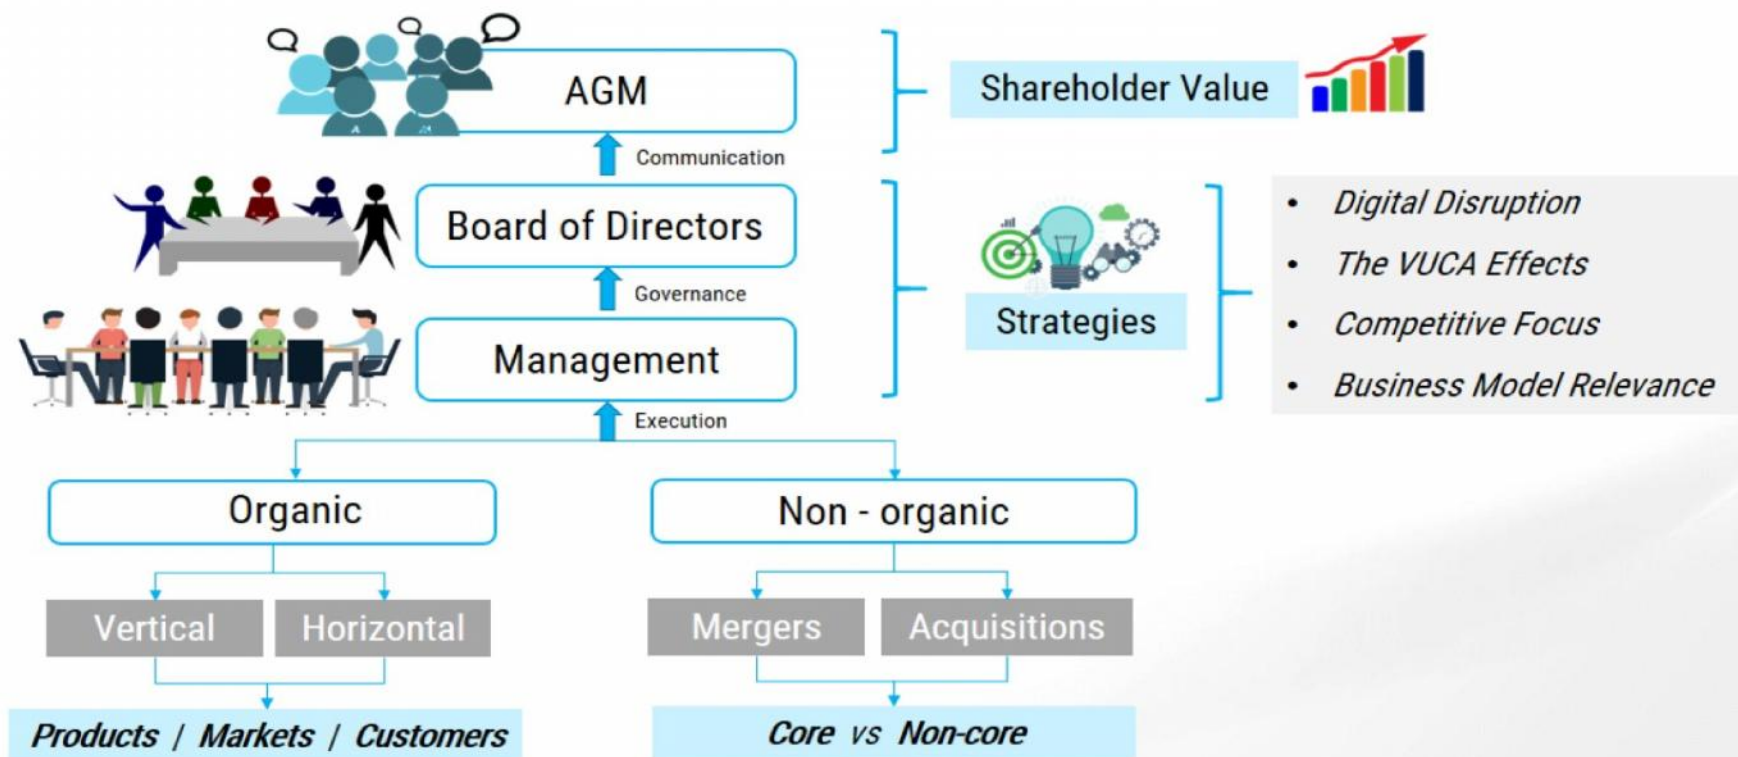 AGM
Shareholder Value
Communication
Board of Directors
Governance
Management
Strategies
• Digital Disruption
• The VUCA Effects
• Competitive Focus
• Business Model Relevance
Execution
Organic
Non - organic
Vertical
Horizontal
Mergers
Acquisitions
Products / Markets / Customers
Core vs Non-core